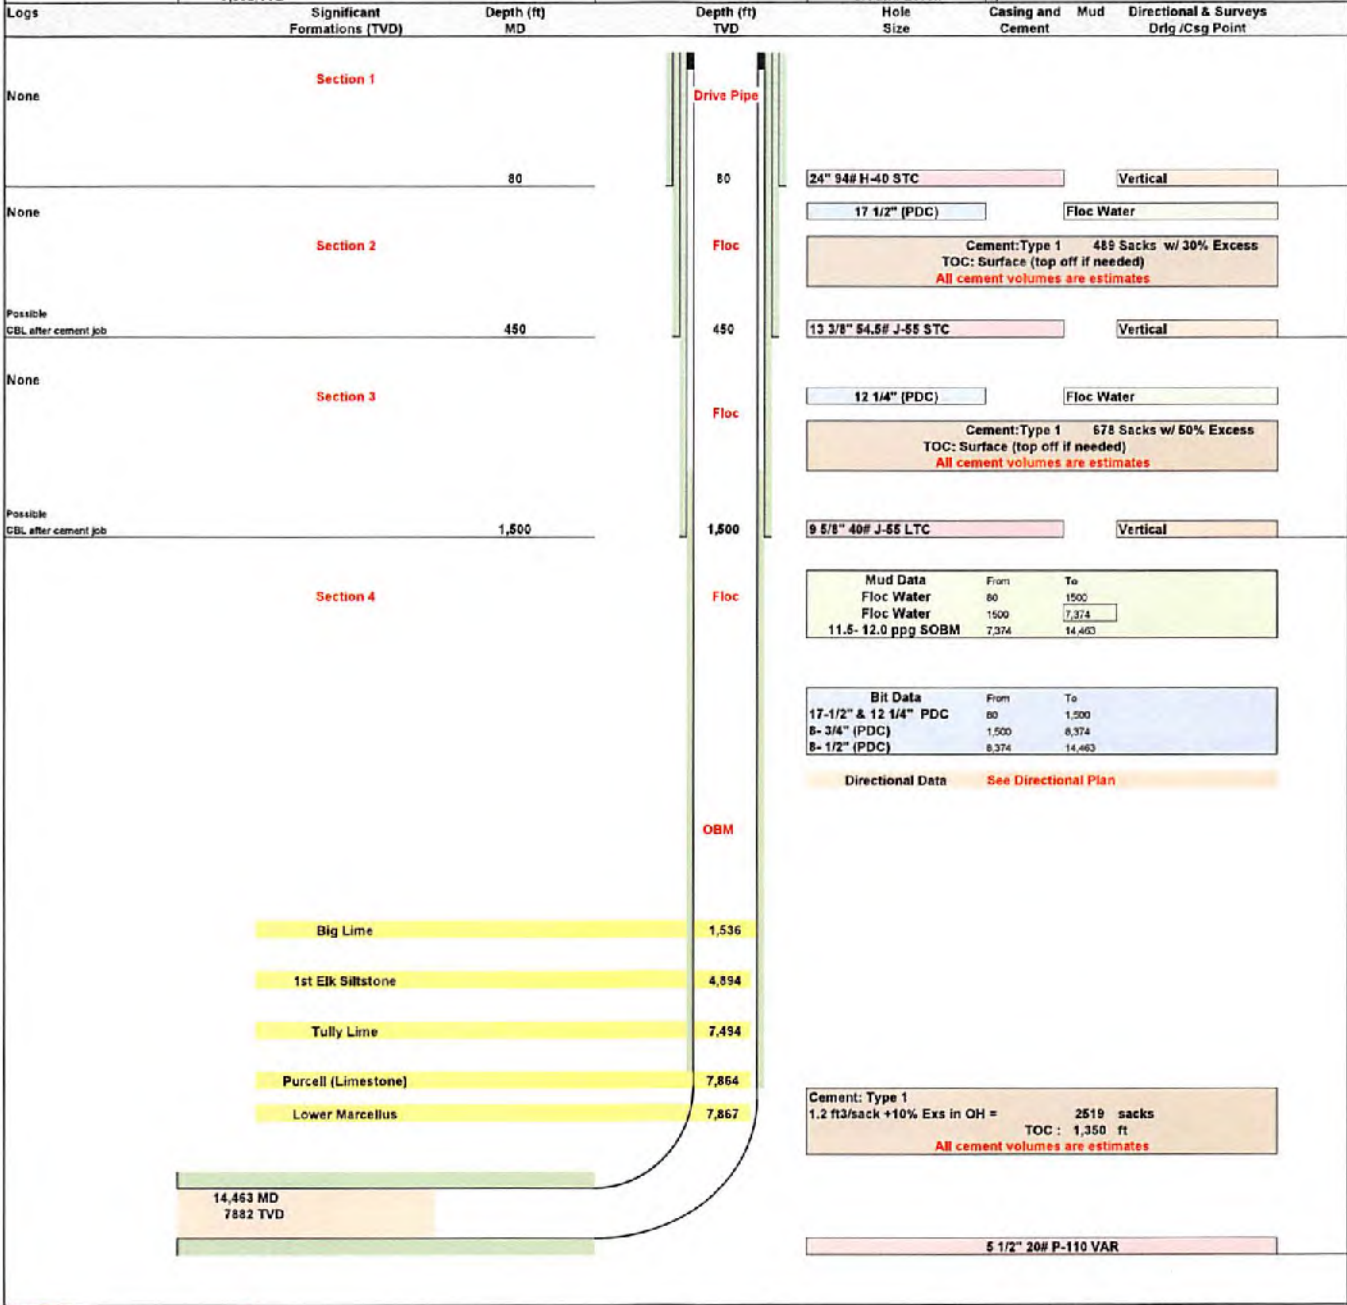 Logs Significant Depth (ft) Depth (ft) Hole Casing and Mud Directional & Surveys
Formations (TVD) MD TVD Size Cement Drlg /Csg Point
Section 1
None Drive Pipe
80 80 24" 94# H-40 STC Vertical
None 17 1/2" (PDC) Floc Water
Section 2 Floc Cement:Type 1 489 Sacks w/ 30% Excess
TOC: Surface (top off if needed)
All cement volumes are estimates
Possible
CBL after cement job 450 450 13 3/8" 54.5# J-55 STC Vertical
None
Section 3 12 1/4" (PDC) Floc Water
Floc
Cement:Type 1 678 Sacks w/ 50% Excess
TOC: Surface (top off if needed)
All cement volumes are estimates
Possible
CBL after cement job 1,500 1,500 9 5/8" 40# J-55 LTC Vertical
Mud Data From To
Section 4 Floc Floc Water 80 1500
Floc Water 1500 7,374
11.5- 12.0 ppg SOBM 7,374 14,463
Bit Data From To
17-1/2" & 12 1/4" PDC 80 1,500
8- 3/4" (PDC) 1,500 8,374
8- 1/2" (PDC) 8,374 14,463
Directional Data See Directional Plan
OBM
Big Lime 1,536
1st Elk Siltstone 4,894
Tully Lime 7,494
Purcell (Limestone) 7,864
Cement: Type 1
Lower Marcellus 7,867 1.2 ft3/sack +10% Exs in OH = 2519 sacks
TOC : 1,350 ft
All cement volumes are estimates
14,463 MD
7882 TVD
5 1/2" 20# P-110 VAR